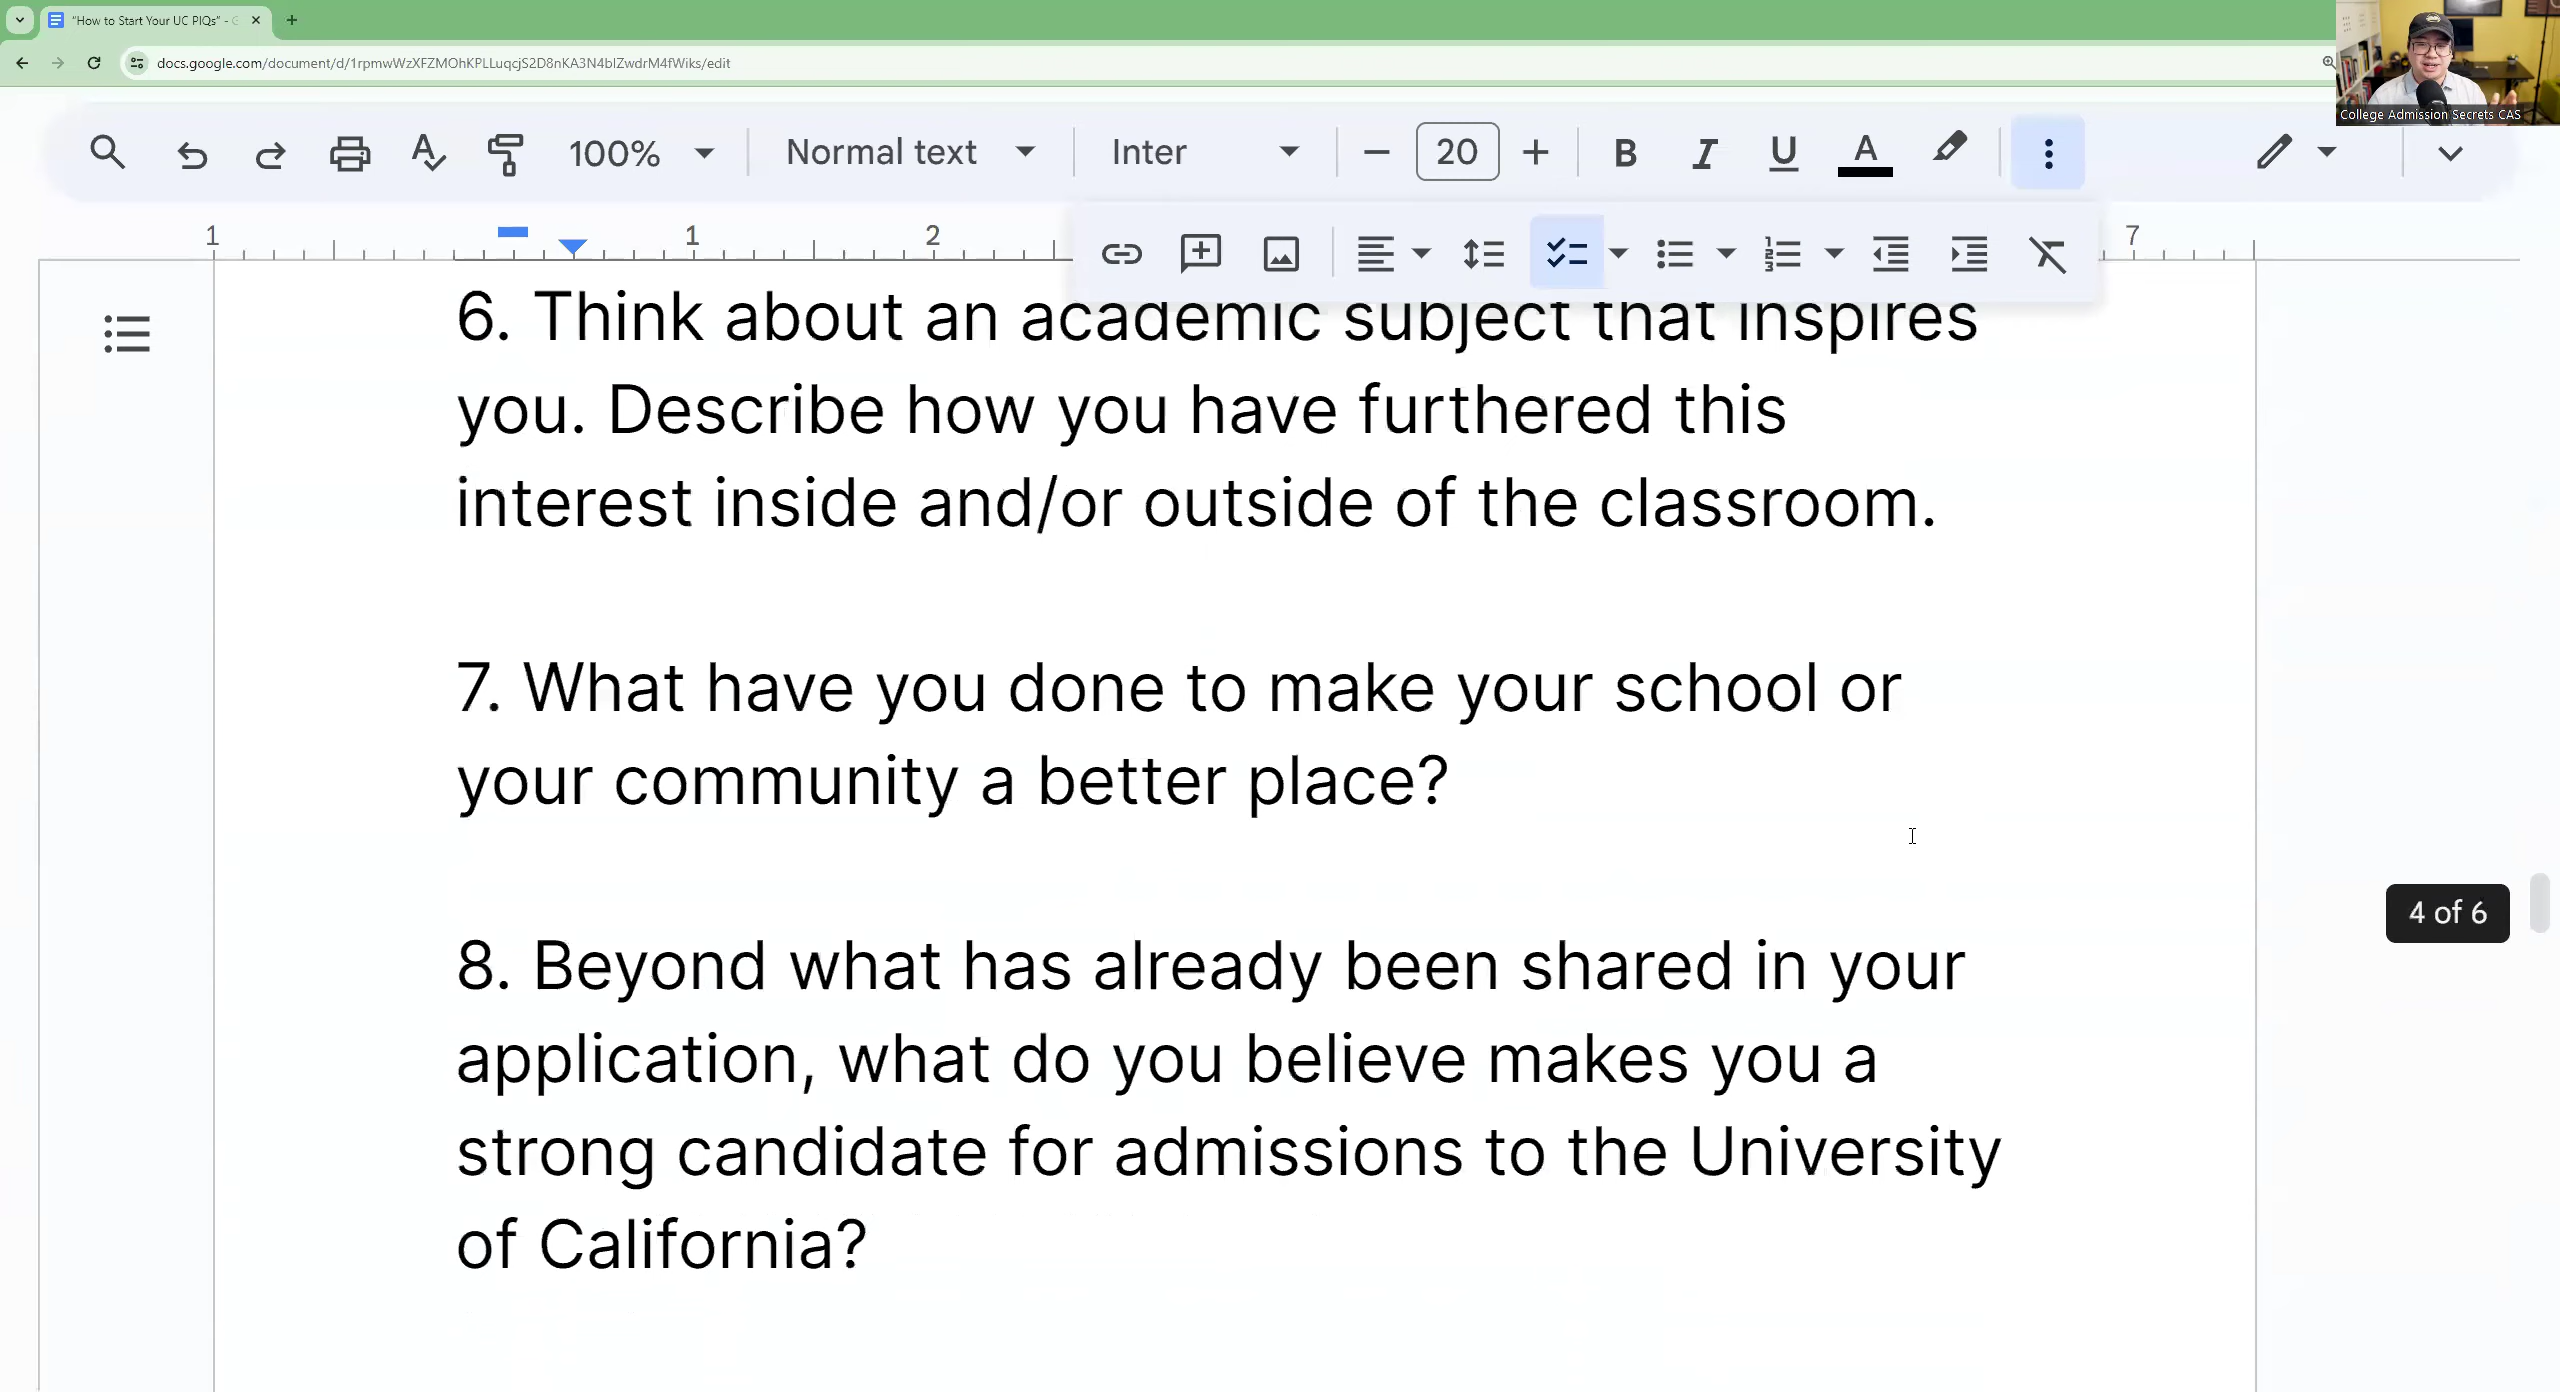 "How to Start Your UC PIQs" - G
docs.google.com/document/d/1rpmwWzXFZMOhKPLLuqcjS2D8nKA3N4blZwdrM4fWiks/edit
College Admission Secrets CAS
100% Normal text Inter 20 B I U A
1 1 2 7
6. Think about an academic subject that inspires
you. Describe how you have furthered this
interest inside and/or outside of the classroom.
7. What have you done to make your school or
your community a better place?
4 of 6
8. Beyond what has already been shared in your
application, what do you believe makes you a
strong candidate for admissions to the University
of California?